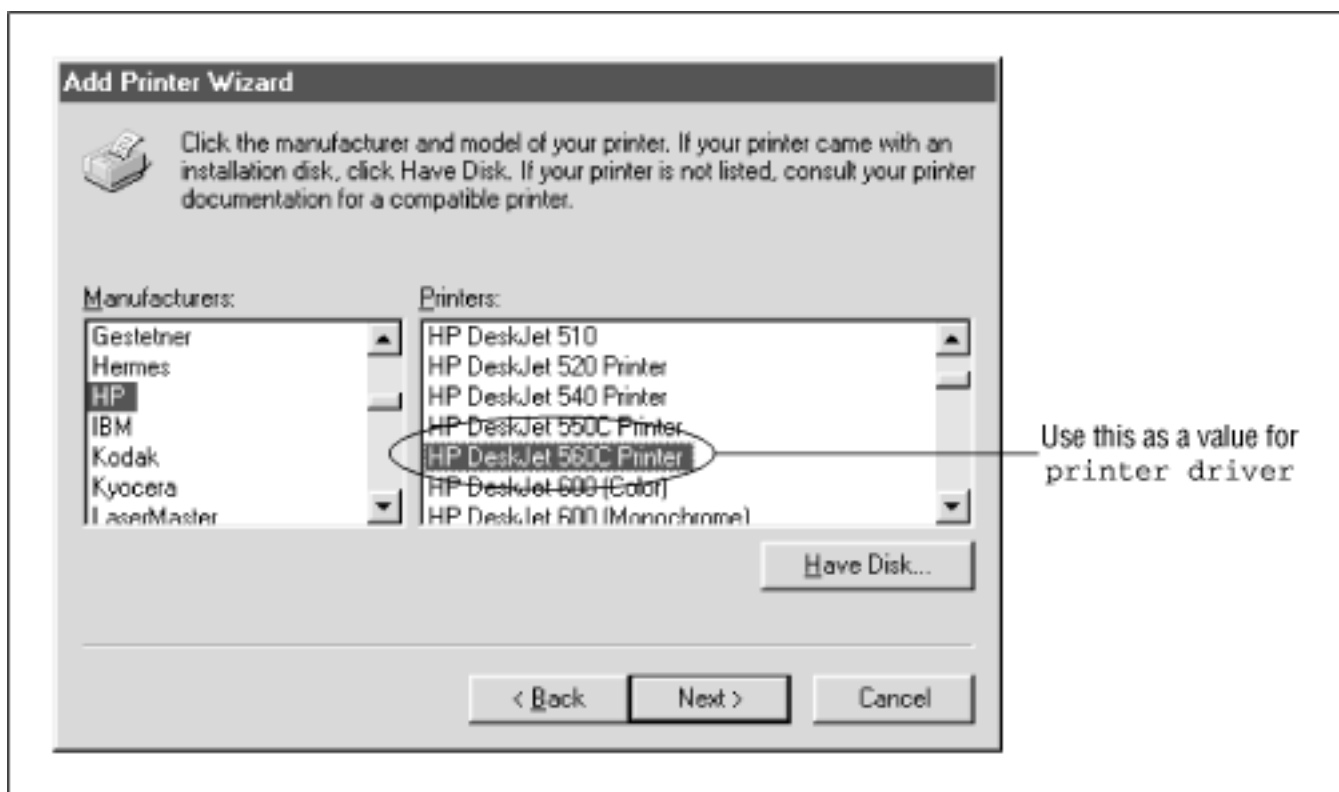 Add Printer Wizard
Click the manufacturer and model of your printer. If your printer came with an
installation disk, click Have Disk. If your printer is not listed, consult your printer
documentation for a compatible printer.
Manufacturers:
Gestetner
Hermes
HP
IBM
Kodak
Kyocera
LaserMaster
Printers:
HP DeskJet 510
HP DeskJet 520 Printer
HP DeskJet 540 Printer
HP DeskJet 550C Printer
HP DeskJet 560C Printer
HP DeskJet 600 (Color)
HP DeskJet 600 (Monochrome)
Use this as a value for
printer driver
Have Disk...
< Back
Next >
Cancel